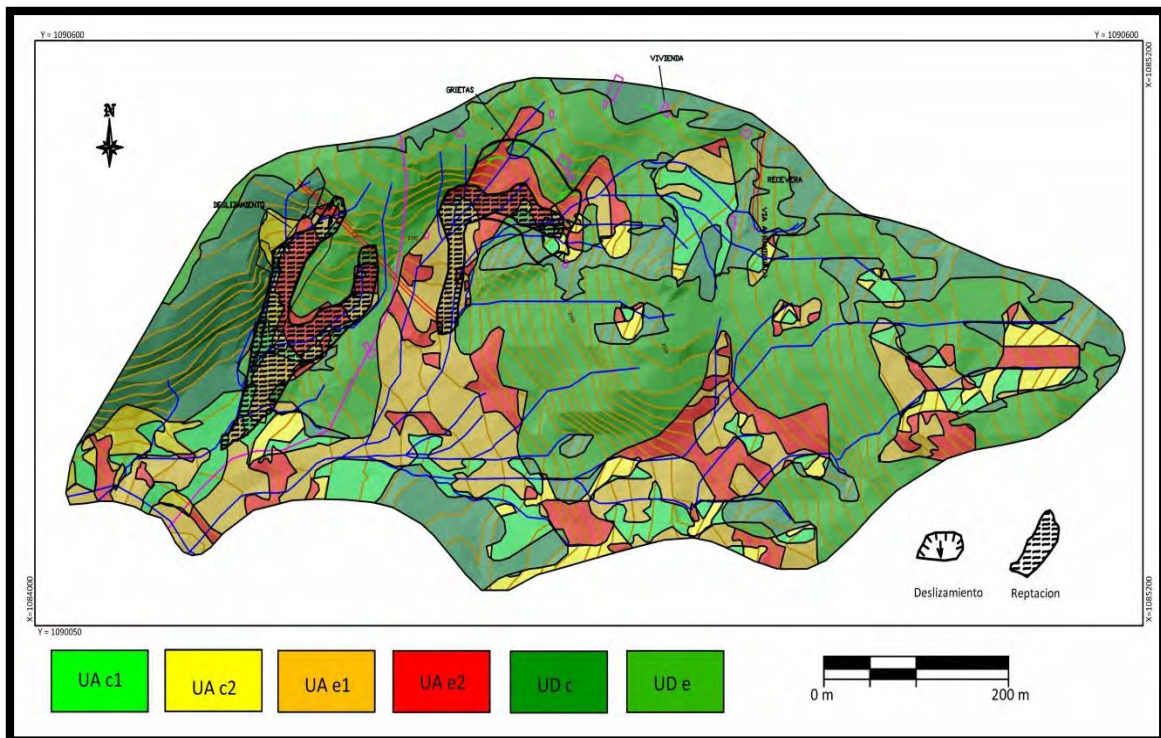 Y = 1090600
Y = 1090600
X=1085200
VIVIENDA
GRIETAS
N
RECEVERA
DESLIZAMIENTO
Deslizamiento
Reptacion
X=1084000
X=1085200
Y = 1090050
UA c1
UA c2
UA e1
UA e2
UD c
UD e
0 m
200 m